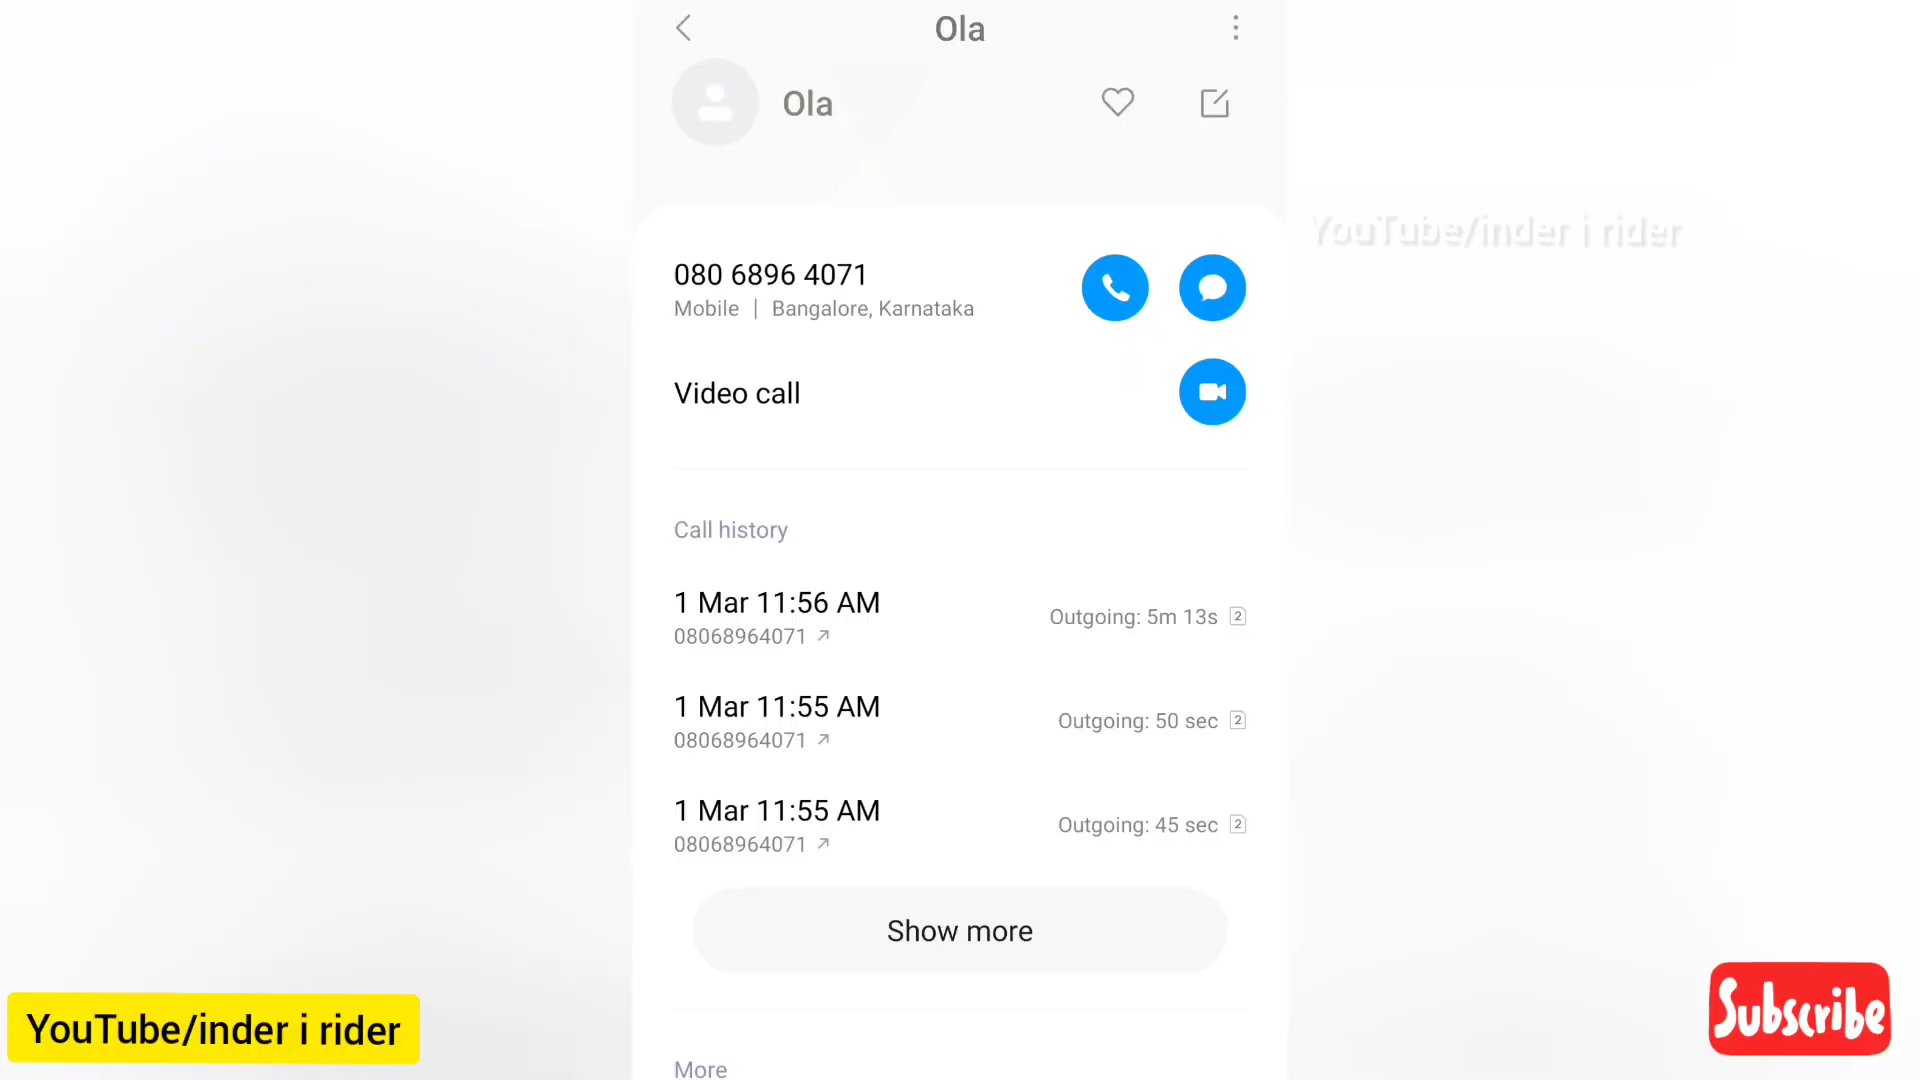 Ola
Ola
YouTube/inder i rider
080 6896 4071
Mobile | Bangalore, Karnataka
Video call
Call history
1 Mar 11:56 AM
08068964071
Outgoing: 5m 13s 2
1 Mar 11:55 AM
08068964071
Outgoing: 50 sec 2
1 Mar 11:55 AM
08068964071
Outgoing: 45 sec 2
Show more
YouTube/inder i rider
Subscribe
More